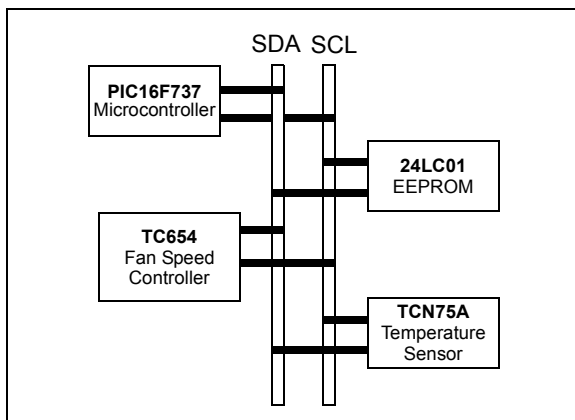 SDA SCL
PIC16F737
Microcontroller
24LC01
EEPROM
TC654
Fan Speed
Controller
TCN75A
Temperature
Sensor